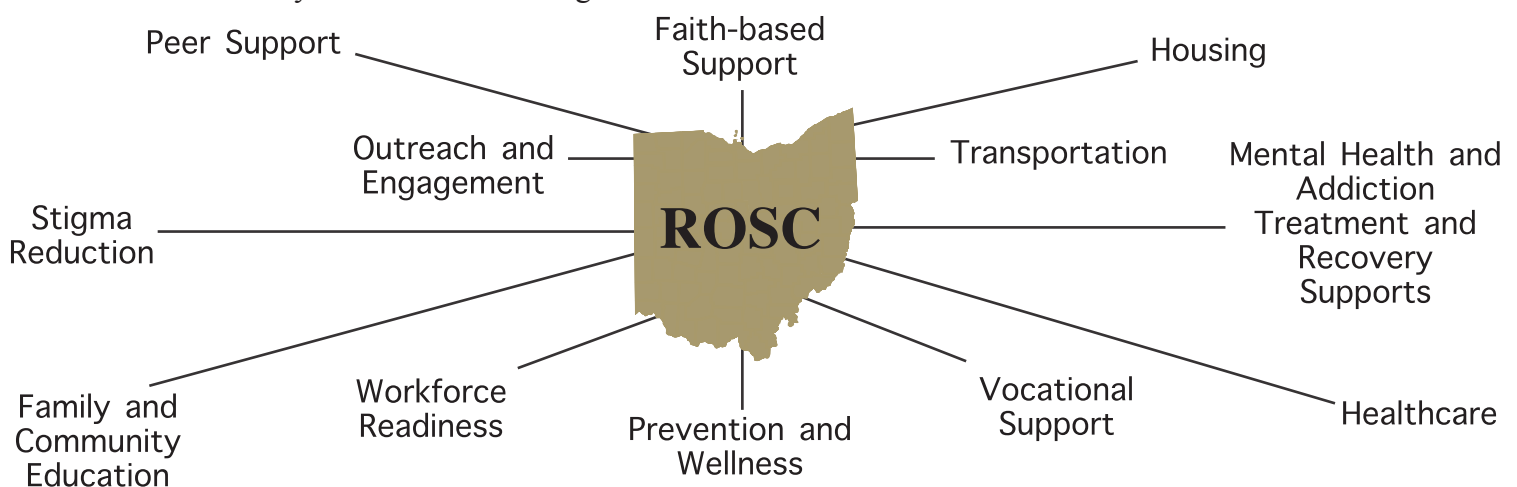 Peer Support
Faith-based
Support
Housing
Outreach and
Engagement
Transportation
Mental Health and
Addiction
Treatment and
Recovery
Supports
Stigma
Reduction
ROSC
Family and
Community
Education
Workforce
Readiness
Prevention and
Wellness
Vocational
Support
Healthcare